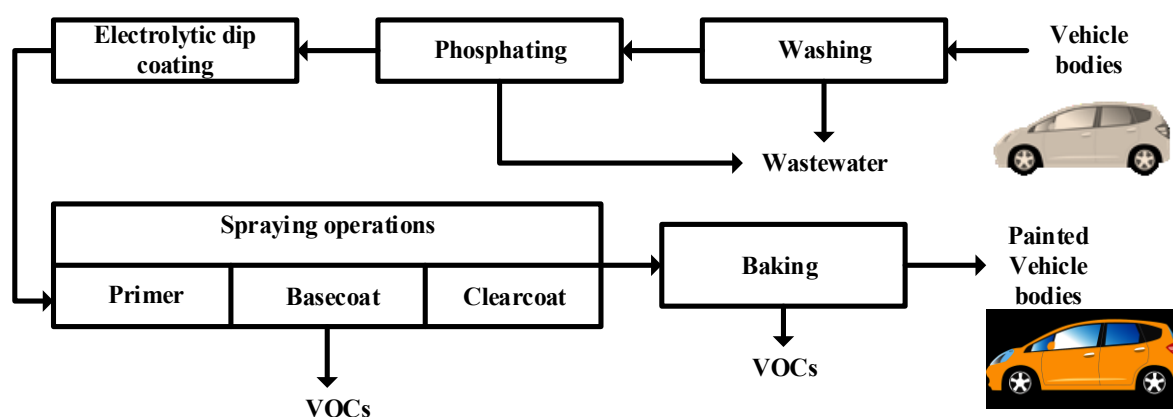 Electrolytic dip
coating
Phosphating
Washing
Vehicle
bodies
Wastewater
Spraying operations
Primer
Basecoat
Clearcoat
Baking
Painted
Vehicle
bodies
VOCs
VOCs